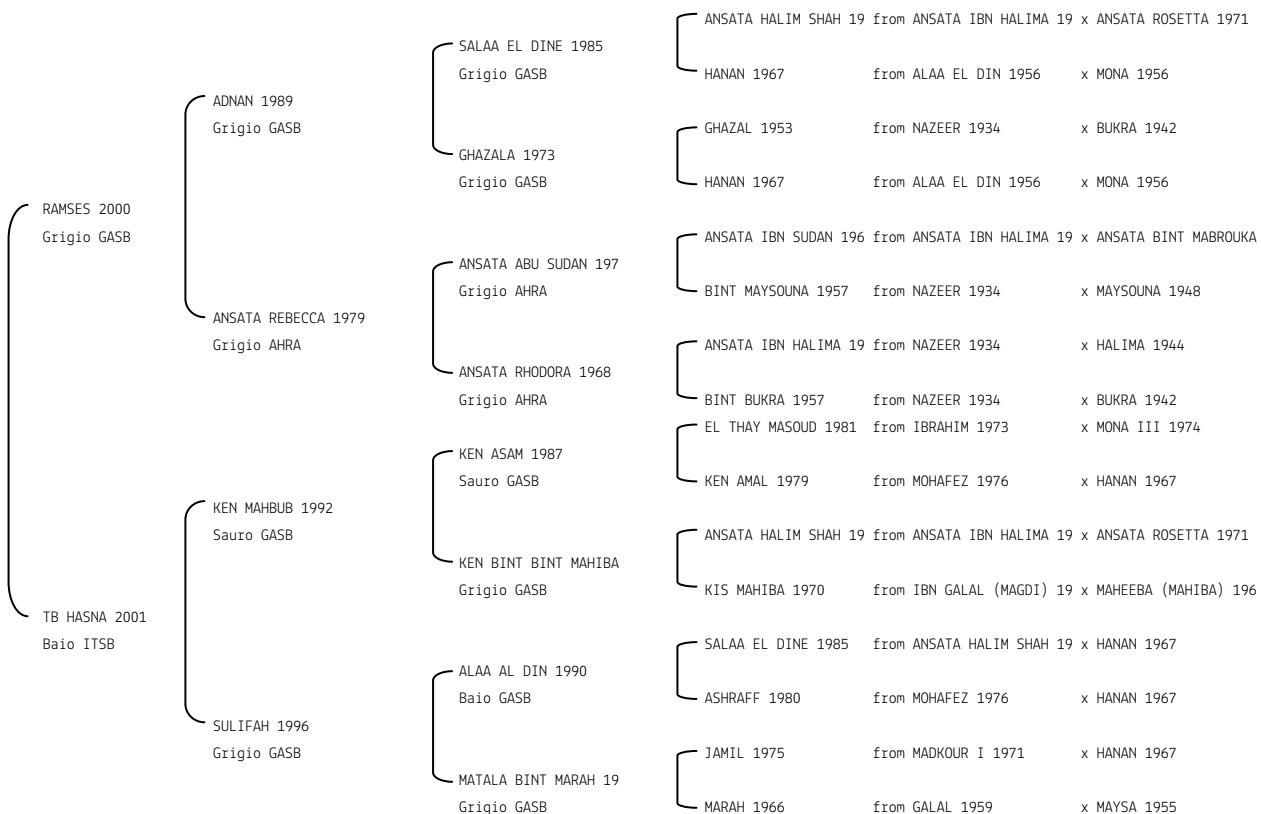 ANSATA HALIM SHAH 19 from ANSATA IBN HALIMA 19 x ANSATA ROSETTA 1971
SALAA EL DINE 1985
Grigio GASB
HANAN 1967 from ALAA EL DIN 1956 x MONA 1956
ADNAN 1989
Grigio GASB
GHAZAL 1953 from NAZEER 1934 x BUKRA 1942
GHAZALA 1973
Grigio GASB
HANAN 1967 from ALAA EL DIN 1956 x MONA 1956
RAMSES 2000
Grigio GASB
ANSATA IBN SUDAN 196 from ANSATA IBN HALIMA 19 x ANSATA BINT MABROUKA
ANSATA ABU SUDAN 197
Grigio AHRA
BINT MAYSOUNA 1957 from NAZEER 1934 x MAYSOUNA 1948
ANSATA REBECCA 1979
Grigio AHRA
ANSATA IBN HALIMA 19 from NAZEER 1934 x HALIMA 1944
ANSATA RHODORA 1968
Grigio AHRA
BINT BUKRA 1957 from NAZEER 1934 x BUKRA 1942
EL THAY MASOUD 1981 from IBRAHIM 1973 x MONA III 1974
KEN ASAM 1987
Sauro GASB
KEN AMAL 1979 from MOHAFEZ 1976 x HANAN 1967
KEN MAHBUB 1992
Sauro GASB
ANSATA HALIM SHAH 19 from ANSATA IBN HALIMA 19 x ANSATA ROSETTA 1971
KEN BINT BINT MAHIBA
Grigio GASB
KIS MAHIBA 1970 from IBN GALAL (MAGDI) 19 x MAHEEBA (MAHIBA) 196
TB HASNA 2001
Baio ITSB
SALAA EL DINE 1985 from ANSATA HALIM SHAH 19 x HANAN 1967
ALAA AL DIN 1990
Baio GASB
ASHRAFF 1980 from MOHAFEZ 1976 x HANAN 1967
SULIFAH 1996
Grigio GASB
JAMIL 1975 from MADKOUR I 1971 x HANAN 1967
MATALA BINT MARAH 19
Grigio GASB
MARAH 1966 from GALAL 1959 x MAYSA 1955